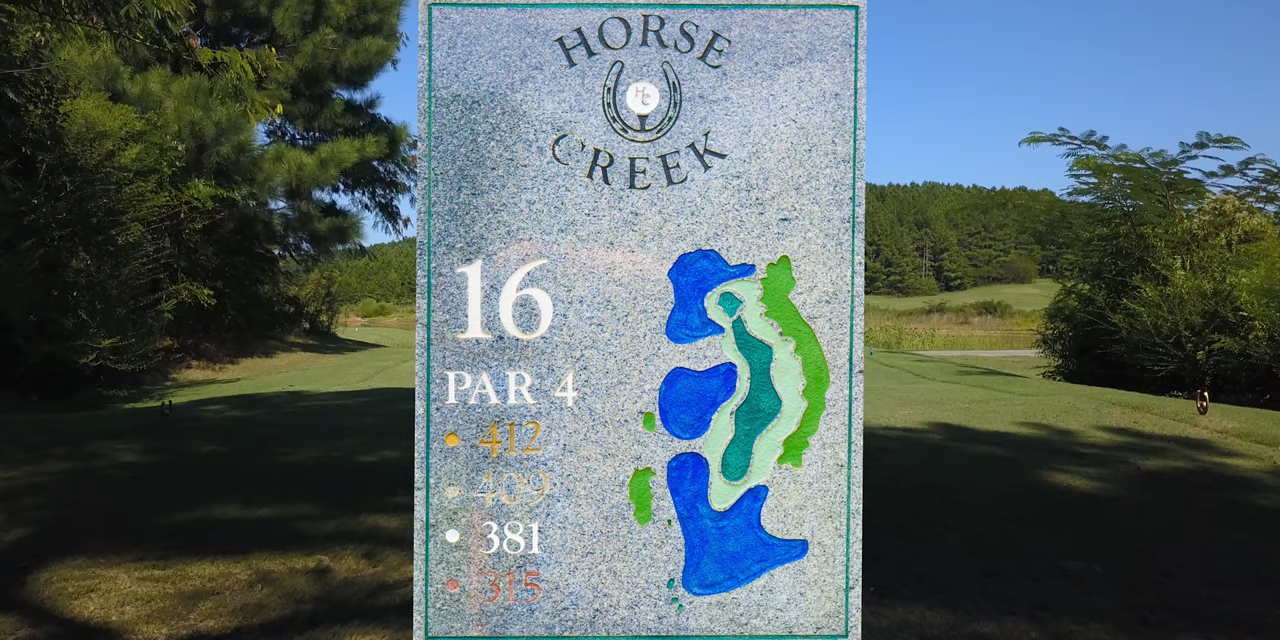 HORSE
HC
CREEK
16
PAR 4
• 412
• 409
• 381
• 315